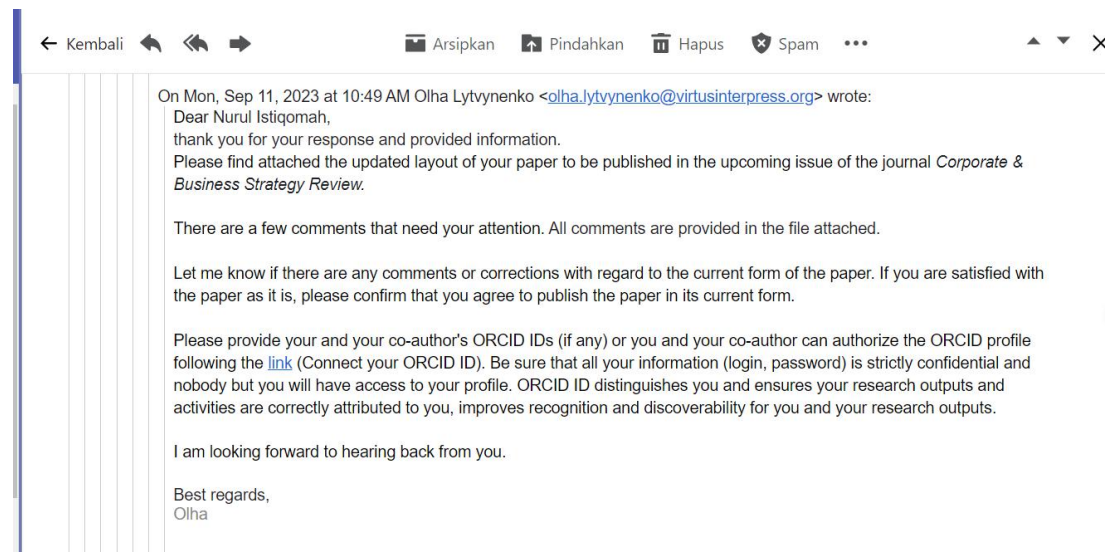 Kembali Arsipkan Pindahkan Hapus Spam
On Mon, Sep 11, 2023 at 10:49 AM Olha Lytvynenko <olha.lytvynenko@virtusinterpress.org> wrote:
Dear Nurul Istiqomah,
thank you for your response and provided information.
Please find attached the updated layout of your paper to be published in the upcoming issue of the journal Corporate &
Business Strategy Review.
There are a few comments that need your attention. All comments are provided in the file attached.
Let me know if there are any comments or corrections with regard to the current form of the paper. If you are satisfied with
the paper as it is, please confirm that you agree to publish the paper in its current form.
Please provide your and your co-author's ORCID IDs (if any) or you and your co-author can authorize the ORCID profile
following the link (Connect your ORCID ID). Be sure that all your information (login, password) is strictly confidential and
nobody but you will have access to your profile. ORCID ID distinguishes you and ensures your research outputs and
activities are correctly attributed to you, improves recognition and discoverability for you and your research outputs.
I am looking forward to hearing back from you.
Best regards,
Olha